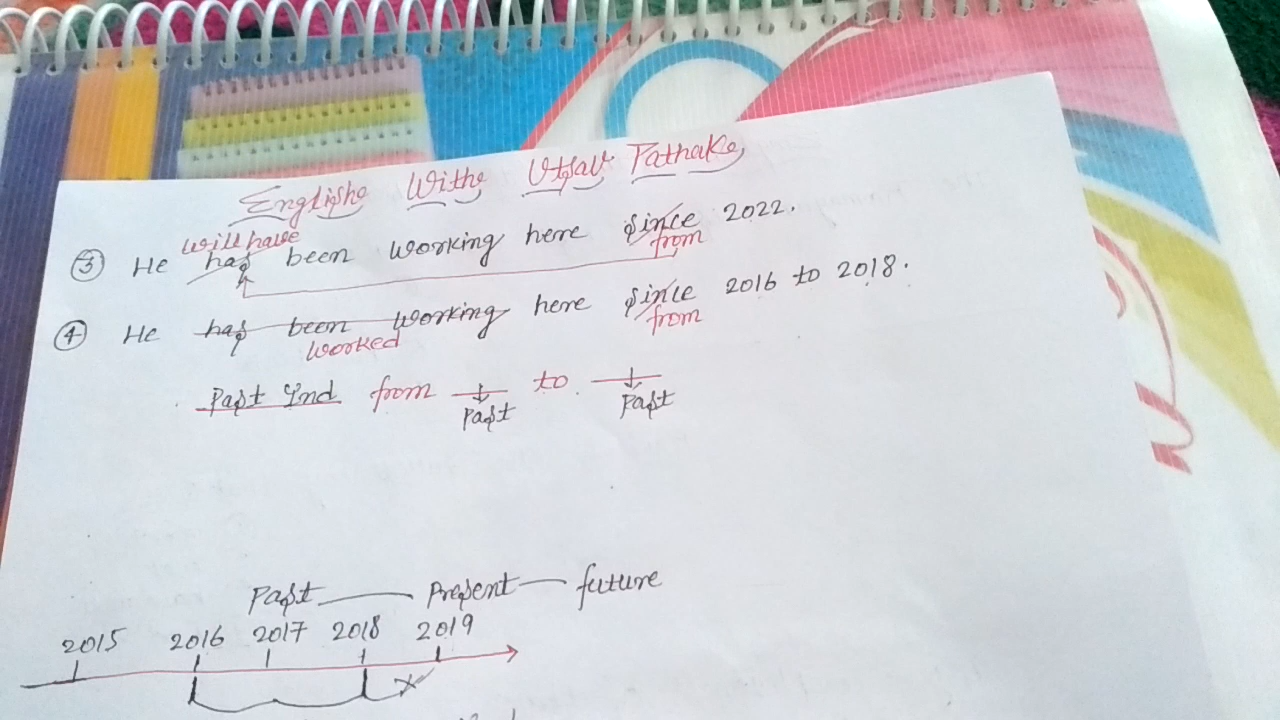 English With Utsav Pathak
will have
③ He has been working here since 2022.
from
④ He has been working here since 2016 to 2018.
worked from
Past Ind from ___ to ___
Past Past
Past — Present — future
2015 2016 2017 2018 2019